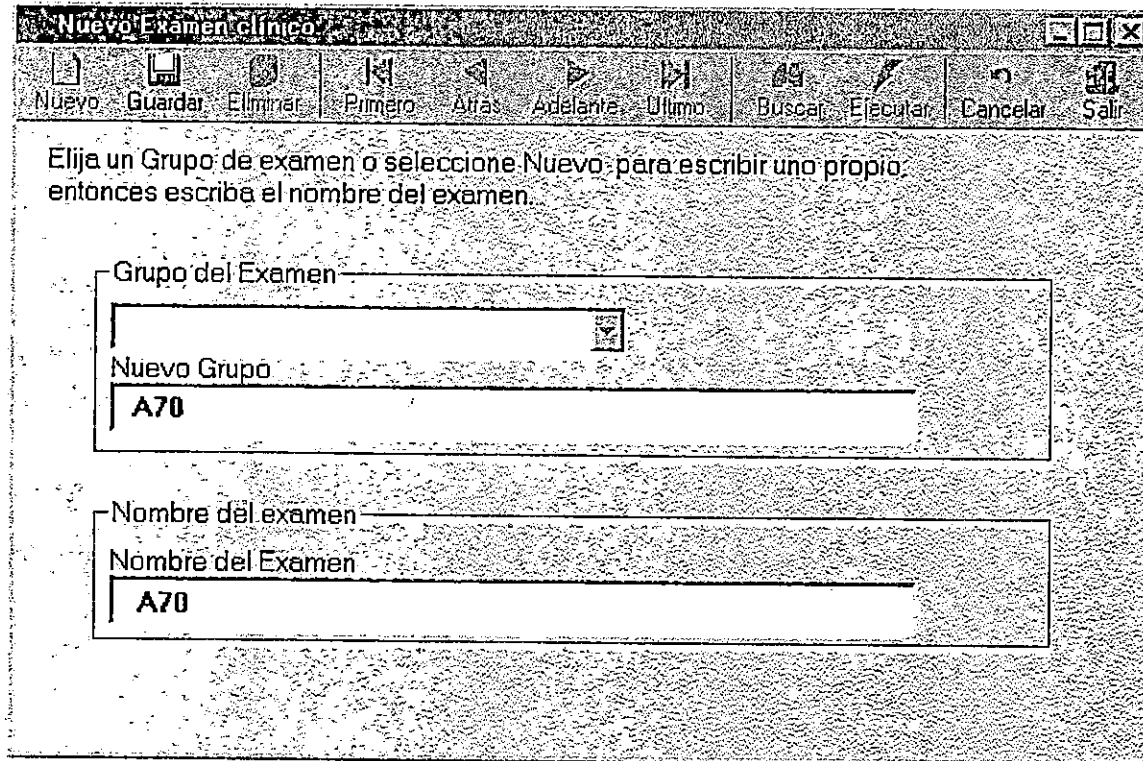 Nuevo Examen clínico
Nuevo Guardar Eliminar Primero Atras Adelante Ultimo Buscar Ejecutar Cancelar Salir
Elija un Grupo de examen o seleccione Nuevo para escribir uno propio,
entonces escriba el nombre del examen.
Grupo del Examen
Nuevo Grupo
A70
Nombre del examen
Nombre del Examen
A70